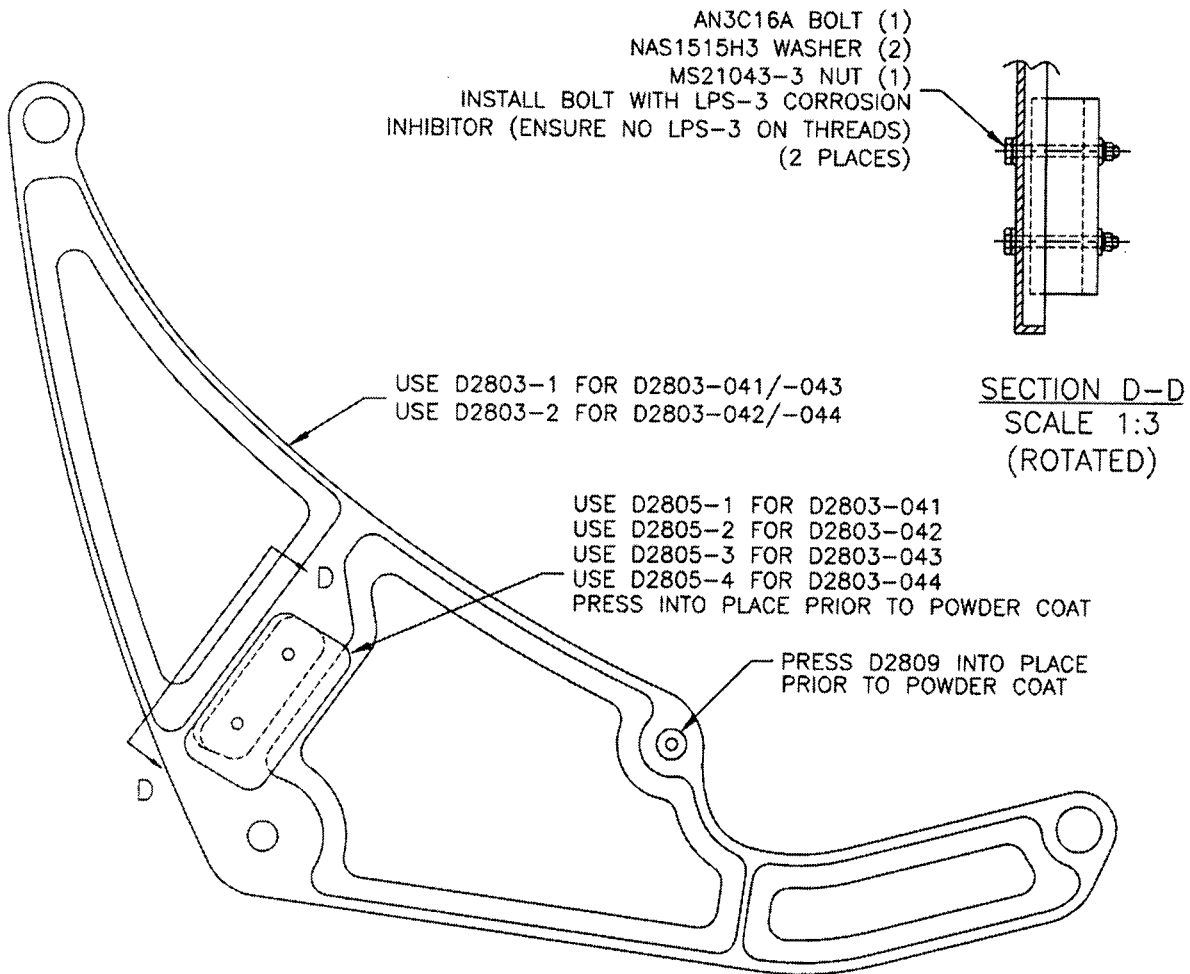 AN3C16A BOLT (1)
NAS1515H3 WASHER (2)
MS21043-3 NUT (1)
INSTALL BOLT WITH LPS-3 CORROSION
INHIBITOR (ENSURE NO LPS-3 ON THREADS)
(2 PLACES)
SECTION D-D
SCALE 1:3
(ROTATED)
USE D2803-1 FOR D2803-041/-043
USE D2803-2 FOR D2803-042/-044
USE D2805-1 FOR D2803-041
USE D2805-2 FOR D2803-042
USE D2805-3 FOR D2803-043
USE D2805-4 FOR D2803-044
PRESS INTO PLACE PRIOR TO POWDER COAT
D
PRESS D2809 INTO PLACE
PRIOR TO POWDER COAT
D